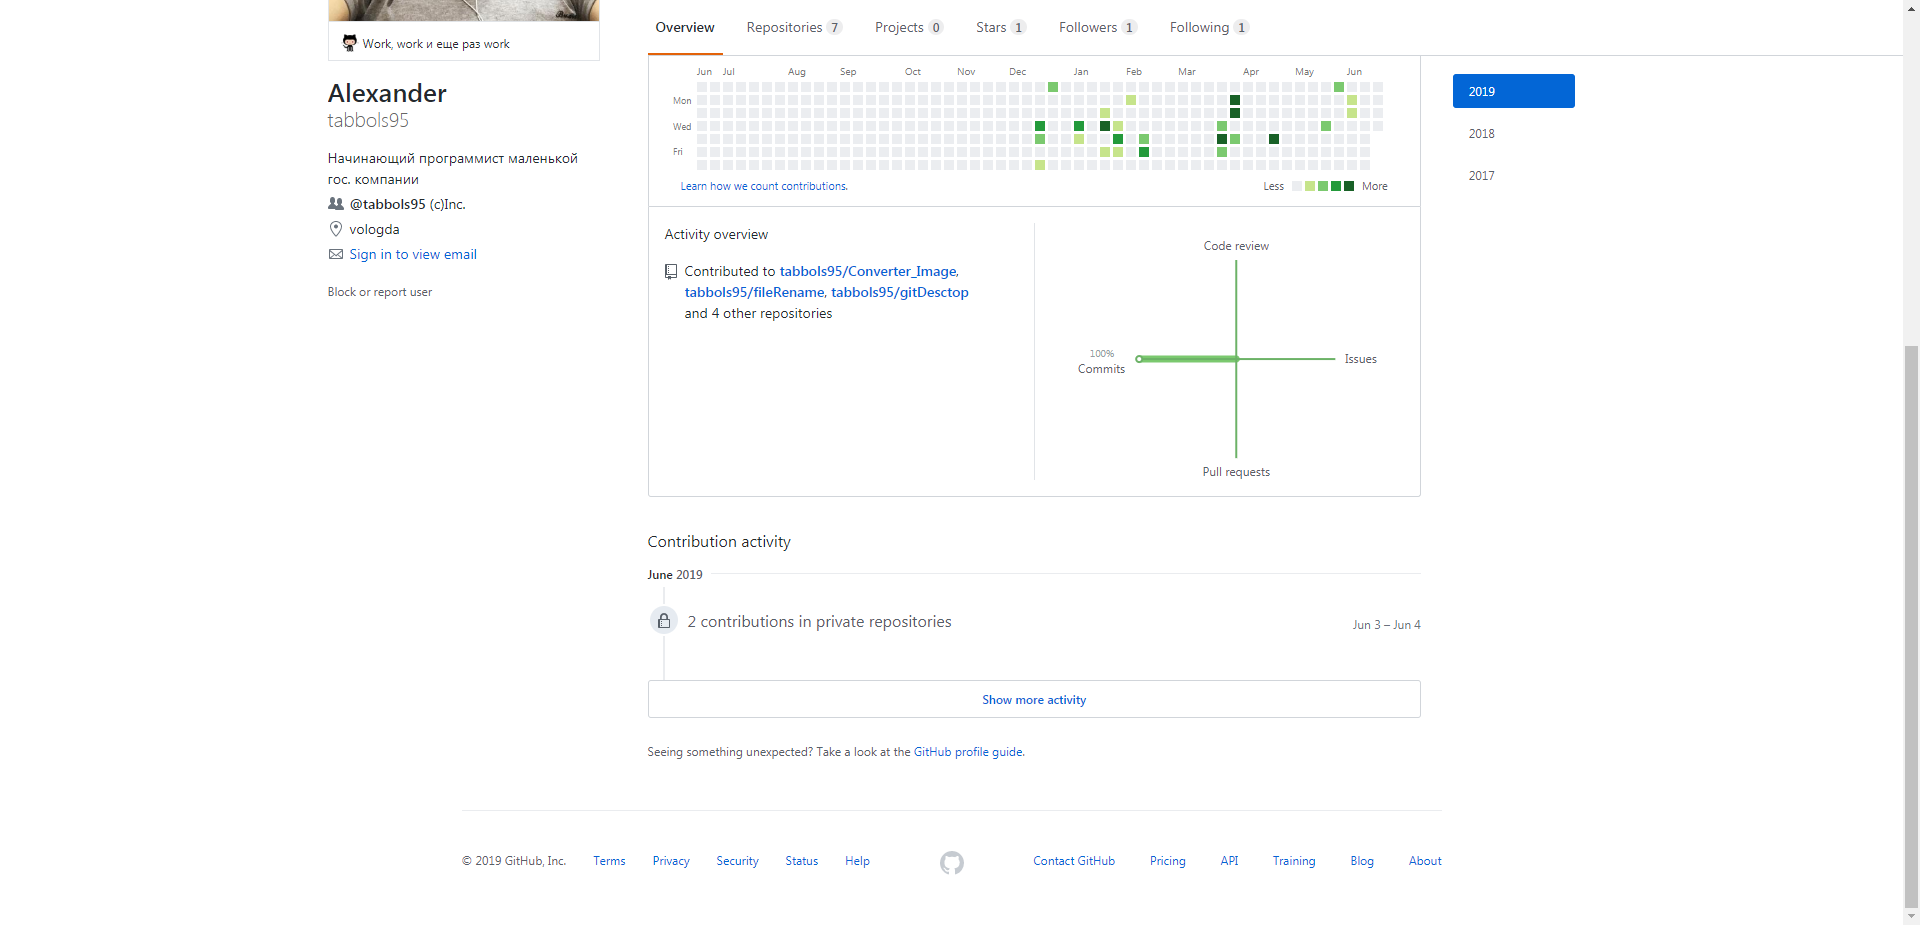 Work, work и еще раз work
Alexander
tabbols95
Начинающий программист маленькой
гос. компании
@tabbols95 (c)Inc.
vologda
Sign in to view email
Block or report user
Overview Repositories 7 Projects 0 Stars 1 Followers 1 Following 1
Jun Jul Aug Sep Oct Nov Dec Jan Feb Mar Apr May Jun
Mon
Wed
Fri
Learn how we count contributions. Less More
2019
2018
2017
Activity overview
Contributed to tabbols95/Converter_Image,
tabbols95/fileRename, tabbols95/gitDesctop
and 4 other repositories
Code review
100%
Commits
Issues
Pull requests
Contribution activity
June 2019
2 contributions in private repositories Jun 3 – Jun 4
Show more activity
Seeing something unexpected? Take a look at the GitHub profile guide.
© 2019 GitHub, Inc. Terms Privacy Security Status Help Contact GitHub Pricing API Training Blog About